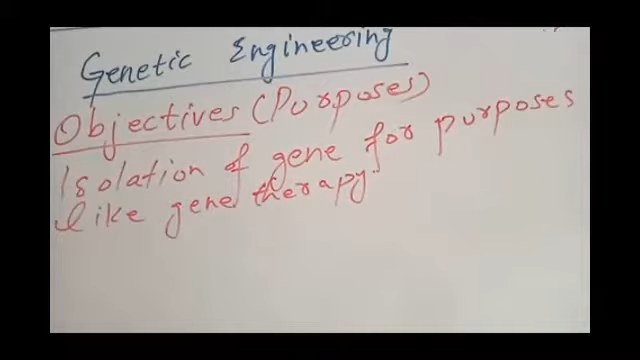 Genetic Engineering
Objectives (Purposes)
Isolation of gene for purposes
like gene therapy.